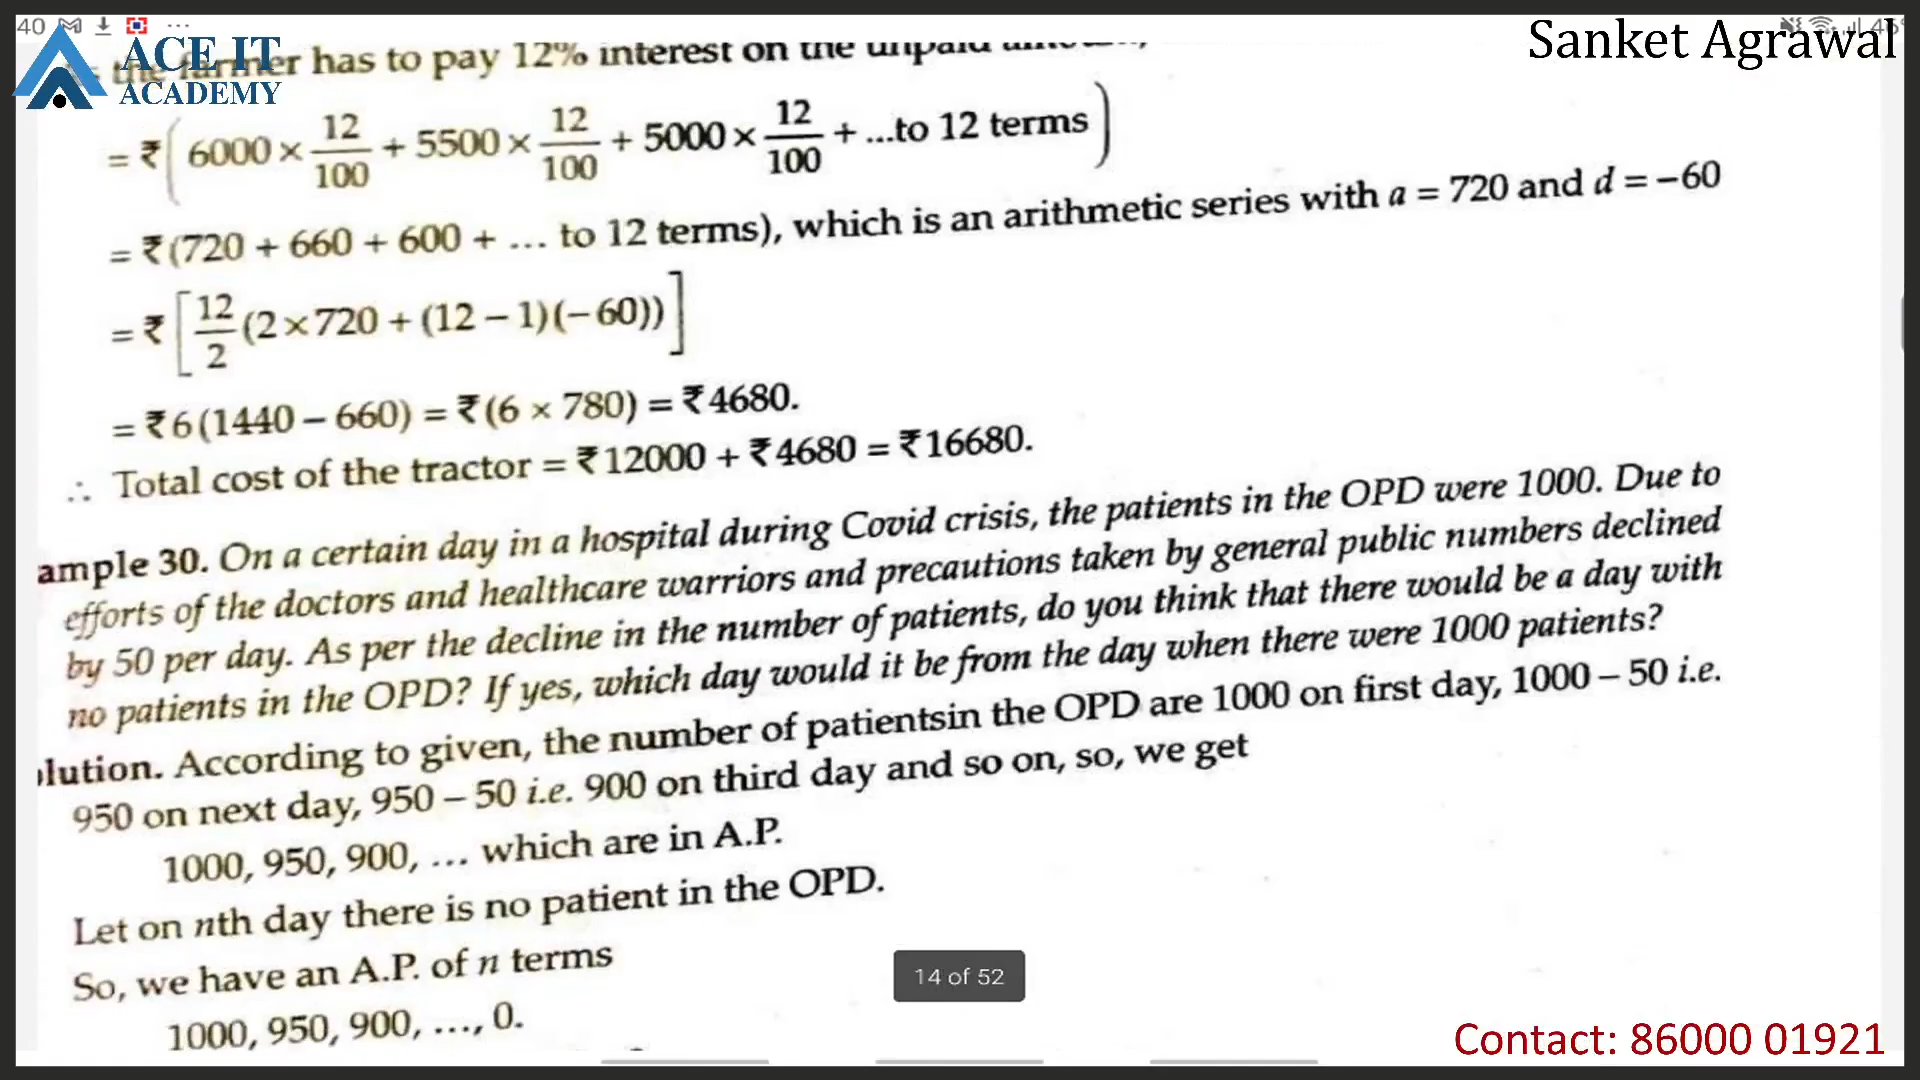 40
ACE IT
ACADEMY
Sanket Agrawal
46
the farmer has to pay 12% interest on the unpaid
= ₹ ( 6000 × 12/100 + 5500 × 12/100 + 5000 × 12/100 + ...to 12 terms )
= ₹ (720 + 660 + 600 + ... to 12 terms), which is an arithmetic series with a = 720 and d = −60
= ₹ [ 12/2 (2 × 720 + (12 − 1)(− 60)) ]
= ₹ 6 (1440 − 660) = ₹ (6 × 780) = ₹ 4680.
∴ Total cost of the tractor = ₹ 12000 + ₹ 4680 = ₹ 16680.
ample 30. On a certain day in a hospital during Covid crisis, the patients in the OPD were 1000. Due to
efforts of the doctors and healthcare warriors and precautions taken by general public numbers declined
by 50 per day. As per the decline in the number of patients, do you think that there would be a day with
no patients in the OPD? If yes, which day would it be from the day when there were 1000 patients?
lution. According to given, the number of patientsin the OPD are 1000 on first day, 1000 − 50 i.e.
950 on next day, 950 − 50 i.e. 900 on third day and so on, so, we get
1000, 950, 900, ... which are in A.P.
Let on nth day there is no patient in the OPD.
So, we have an A.P. of n terms
1000, 950, 900, ..., 0.
14 of 52
Contact: 86000 01921